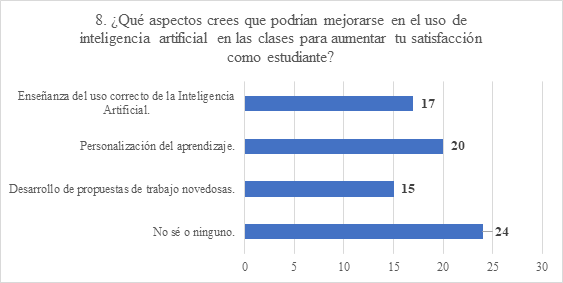 8. ¿Qué aspectos crees que podrían mejorarse en el uso de
inteligencia artificial en las clases para aumentar tu satisfacción
como estudiante?
Enseñanza del uso correcto de la Inteligencia
Artificial.
17
Personalización del aprendizaje.
20
Desarrollo de propuestas de trabajo novedosas.
15
No sé o ninguno.
24
0 5 10 15 20 25 30